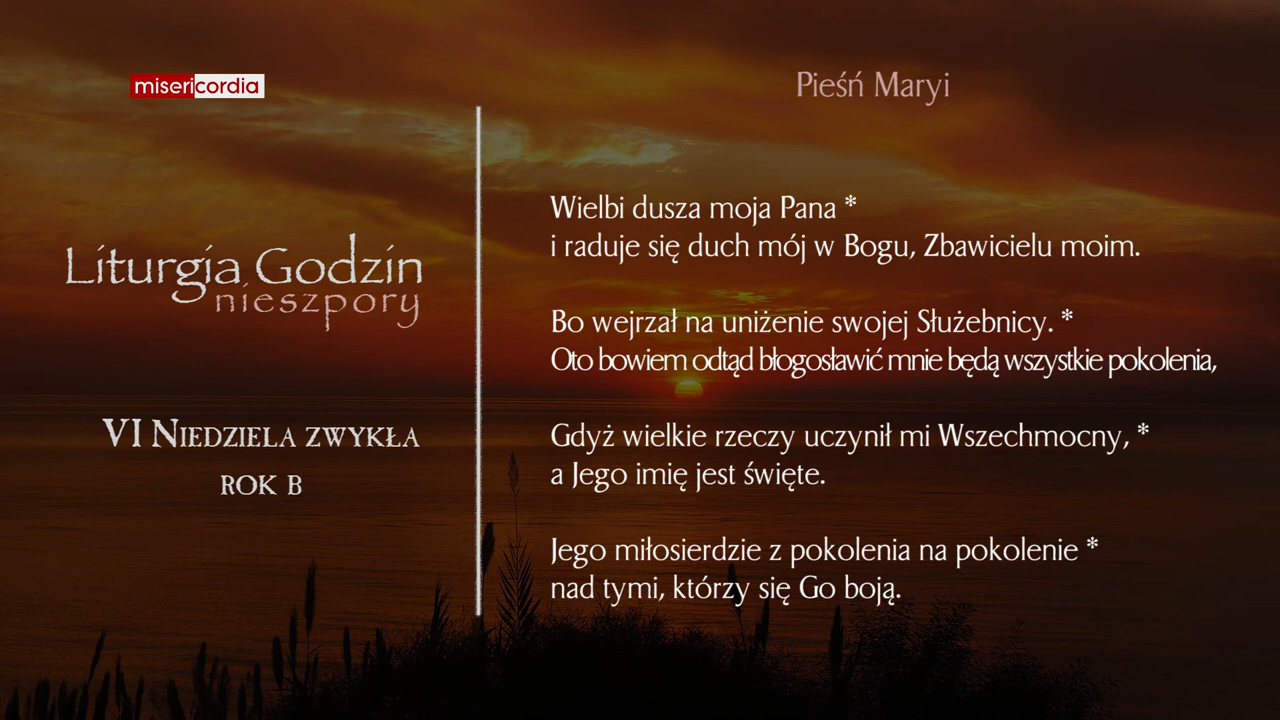 misericordia
Liturgia Godzin
nieszpory
VI Niedziela zwykła
rok B
Pieśń Maryi
Wielbi dusza moja Pana *
i raduje się duch mój w Bogu, Zbawicielu moim.
Bo wejrzał na uniżenie swojej Służebnicy. *
Oto bowiem odtąd błogosławić mnie będą wszystkie pokolenia,
Gdyż wielkie rzeczy uczynił mi Wszechmocny, *
a Jego imię jest święte.
Jego miłosierdzie z pokolenia na pokolenie *
nad tymi, którzy się Go boją.